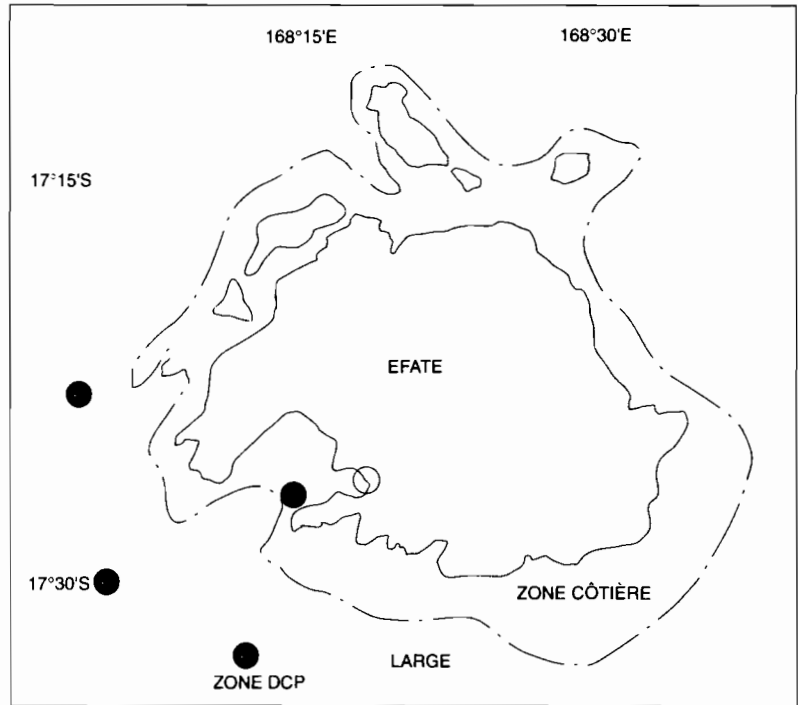 168°15'E 168°30'E
17°15'S
EFATE
17°30'S
ZONE CÔTIÈRE
LARGE
ZONE DCP